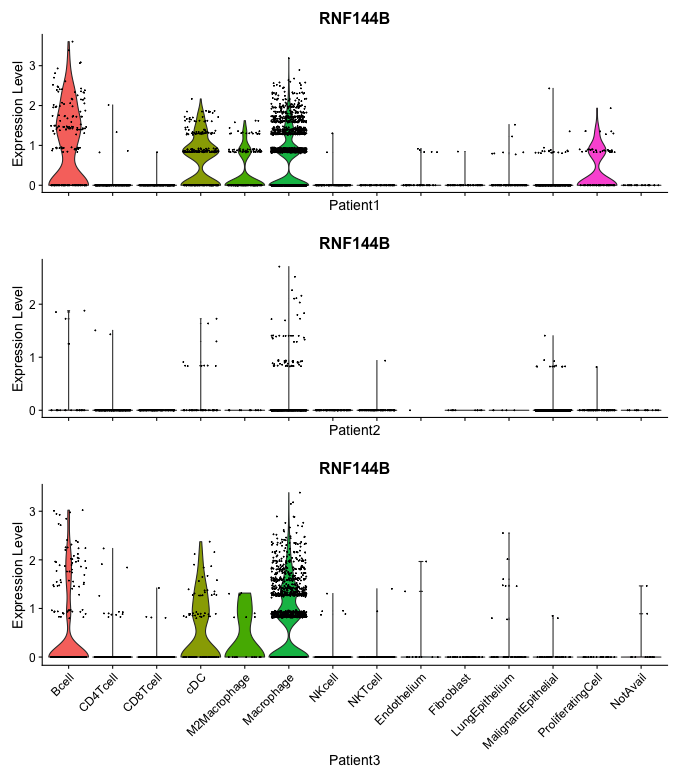 RNF144B
Expression Level
3
2
1
0
Patient1
RNF144B
Expression Level
2
1
0
Patient2
RNF144B
Expression Level
3
2
1
0
Bcell
CD4Tcell
CD8Tcell
cDC
M2Macrophage
Macrophage
NKcell
NKTcell
Endothelium
Fibroblast
LungEpithelium
MalignantEpithelial
ProliferatingCell
NotAvail
Patient3